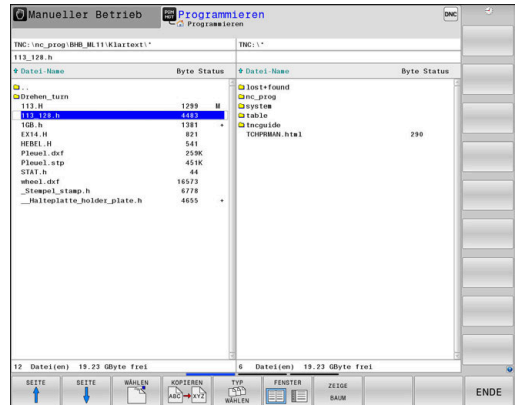 Manueller Betrieb
Programmieren
Programmieren
DNC
TNC:\nc_prog\BHB_ML11\Klartext\*
TNC:\*
113_128.h
Datei-Name Byte Status
Datei-Name Byte Status
..
Drehen_turn
113.H 1299 M
113_128.h 4483
1GB.h 1381 +
EX14.H 821
HEBEL.H 541
Pleuel.dxf 259K
Pleuel.stp 451K
STAT.h 44
wheel.dxf 16573
_Stempel_stamp.h 6778
__Halteplatte_holder_plate.h 4655 +
lost+found
nc_prog
system
table
tncguide
TCHPRMAN.html 290
12 Datei(en) 19.23 GByte frei
6 Datei(en) 19.23 GByte frei
SEITE
SEITE
WÄHLEN
KOPIEREN
ABC XYZ
TYP
WÄHLEN
FENSTER
ZEIGE
BAUM
ENDE